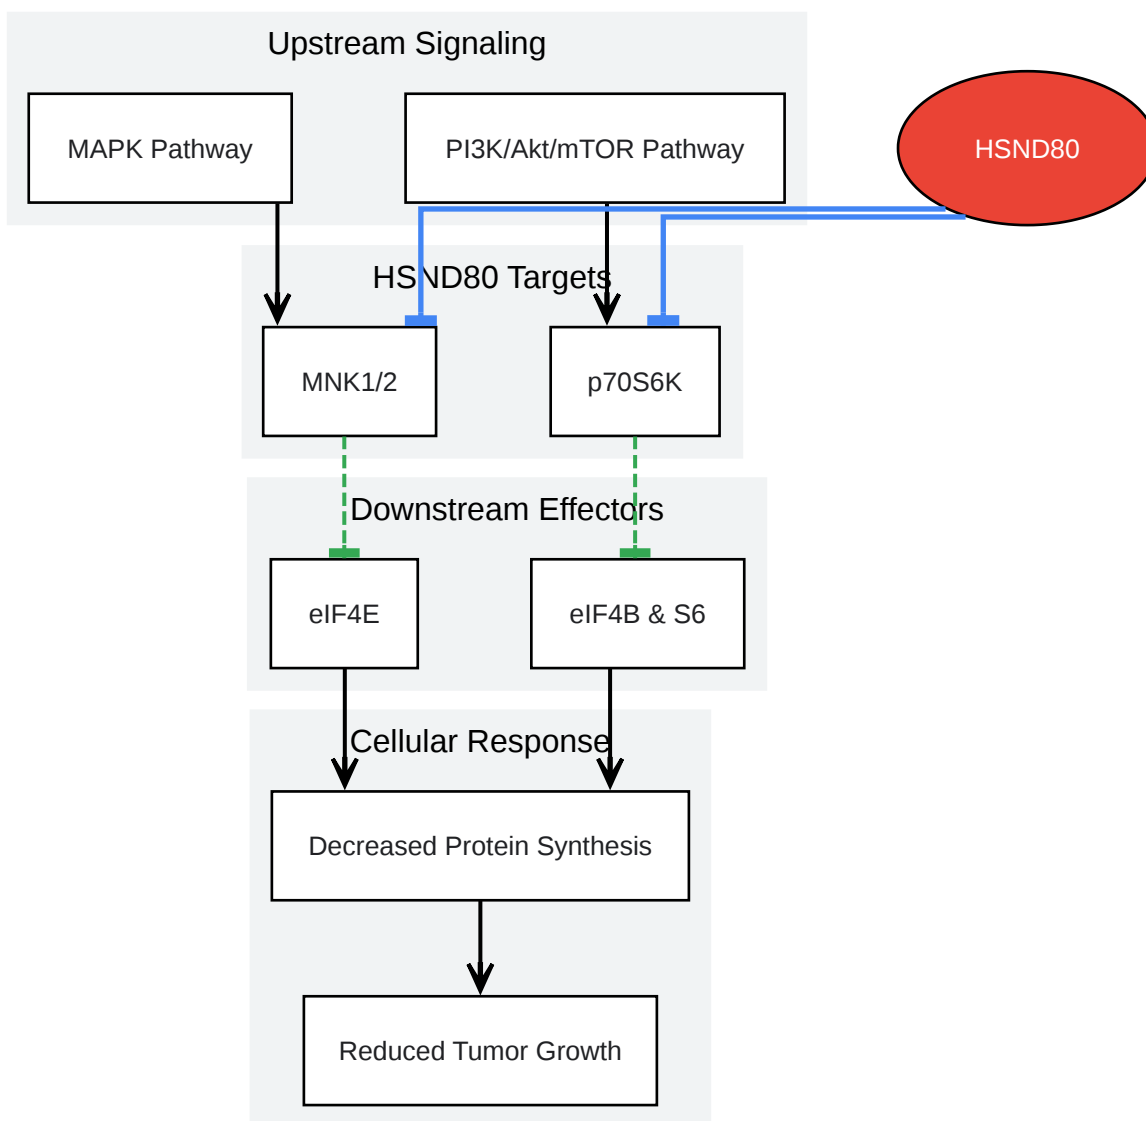 Upstream Signaling
MAPK Pathway
PI3K/Akt/mTOR Pathway
HSND80
HSND80 Targets
MNK1/2
p70S6K
Downstream Effectors
eIF4E
eIF4B & S6
Cellular Response
Decreased Protein Synthesis
Reduced Tumor Growth